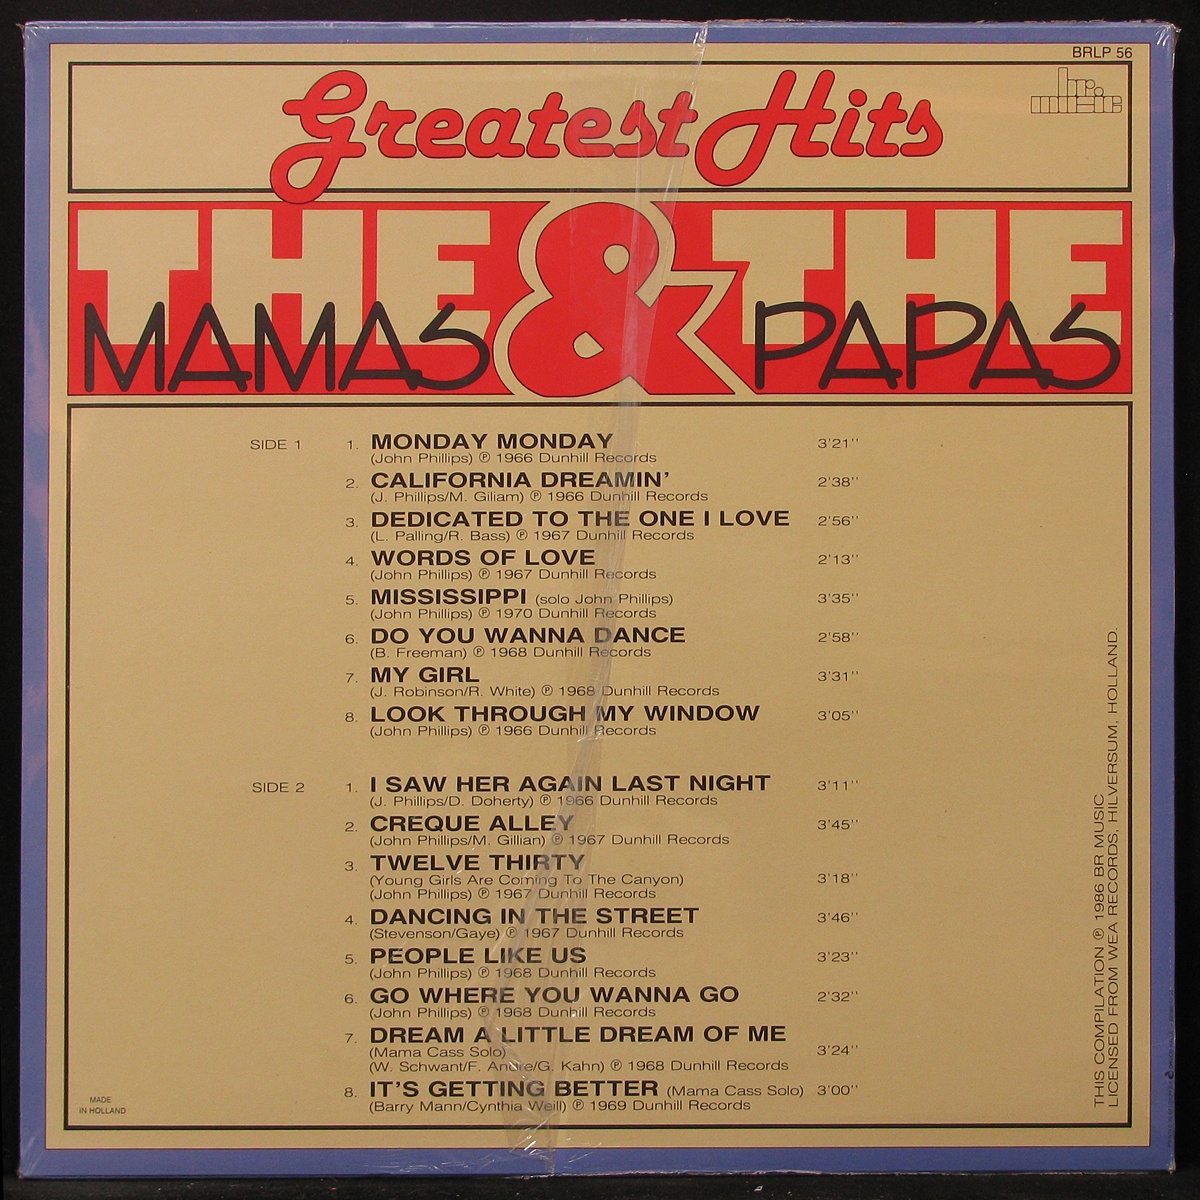 BRLP 56
br music
Greatest Hits
THE & THE
MAMAS PAPAS
SIDE 1 1. MONDAY MONDAY 3'21''
(John Phillips) ℗ 1966 Dunhill Records
2. CALIFORNIA DREAMIN' 2'38''
(J. Phillips/M. Giliam) ℗ 1966 Dunhill Records
3. DEDICATED TO THE ONE I LOVE 2'56''
(L. Palling/R. Bass) ℗ 1967 Dunhill Records
4. WORDS OF LOVE 2'13''
(John Phillips) ℗ 1967 Dunhill Records
5. MISSISSIPPI (solo John Phillips) 3'35''
(John Phillips) ℗ 1970 Dunhill Records
6. DO YOU WANNA DANCE 2'58''
(B. Freeman) ℗ 1968 Dunhill Records
7. MY GIRL 3'31''
(J. Robinson/R. White) ℗ 1968 Dunhill Records
8. LOOK THROUGH MY WINDOW 3'05''
(John Phillips) ℗ 1966 Dunhill Records
SIDE 2 1. I SAW HER AGAIN LAST NIGHT 3'11''
(J. Phillips/D. Doherty) ℗ 1966 Dunhill Records
2. CREQUE ALLEY 3'45''
(John Phillips/M. Gillian) ℗ 1967 Dunhill Records
3. TWELVE THIRTY
(Young Girls Are Coming To The Canyon) 3'18''
(John Phillips) ℗ 1967 Dunhill Records
4. DANCING IN THE STREET 3'46''
(Stevenson/Gaye) ℗ 1967 Dunhill Records
5. PEOPLE LIKE US 3'23''
(John Phillips) ℗ 1968 Dunhill Records
6. GO WHERE YOU WANNA GO 2'32''
(John Phillips) ℗ 1968 Dunhill Records
7. DREAM A LITTLE DREAM OF ME
(Mama Cass Solo) 3'24''
(W. Schwant/F. Andre/G. Kahn) ℗ 1968 Dunhill Records
8. IT'S GETTING BETTER (Mama Cass Solo) 3'00''
(Barry Mann/Cynthia Weill) ℗ 1969 Dunhill Records
MADE
IN HOLLAND
THIS COMPILATION ℗ 1986 BR MUSIC
LICENSED FROM WEA RECORDS, HILVERSUM, HOLLAND.